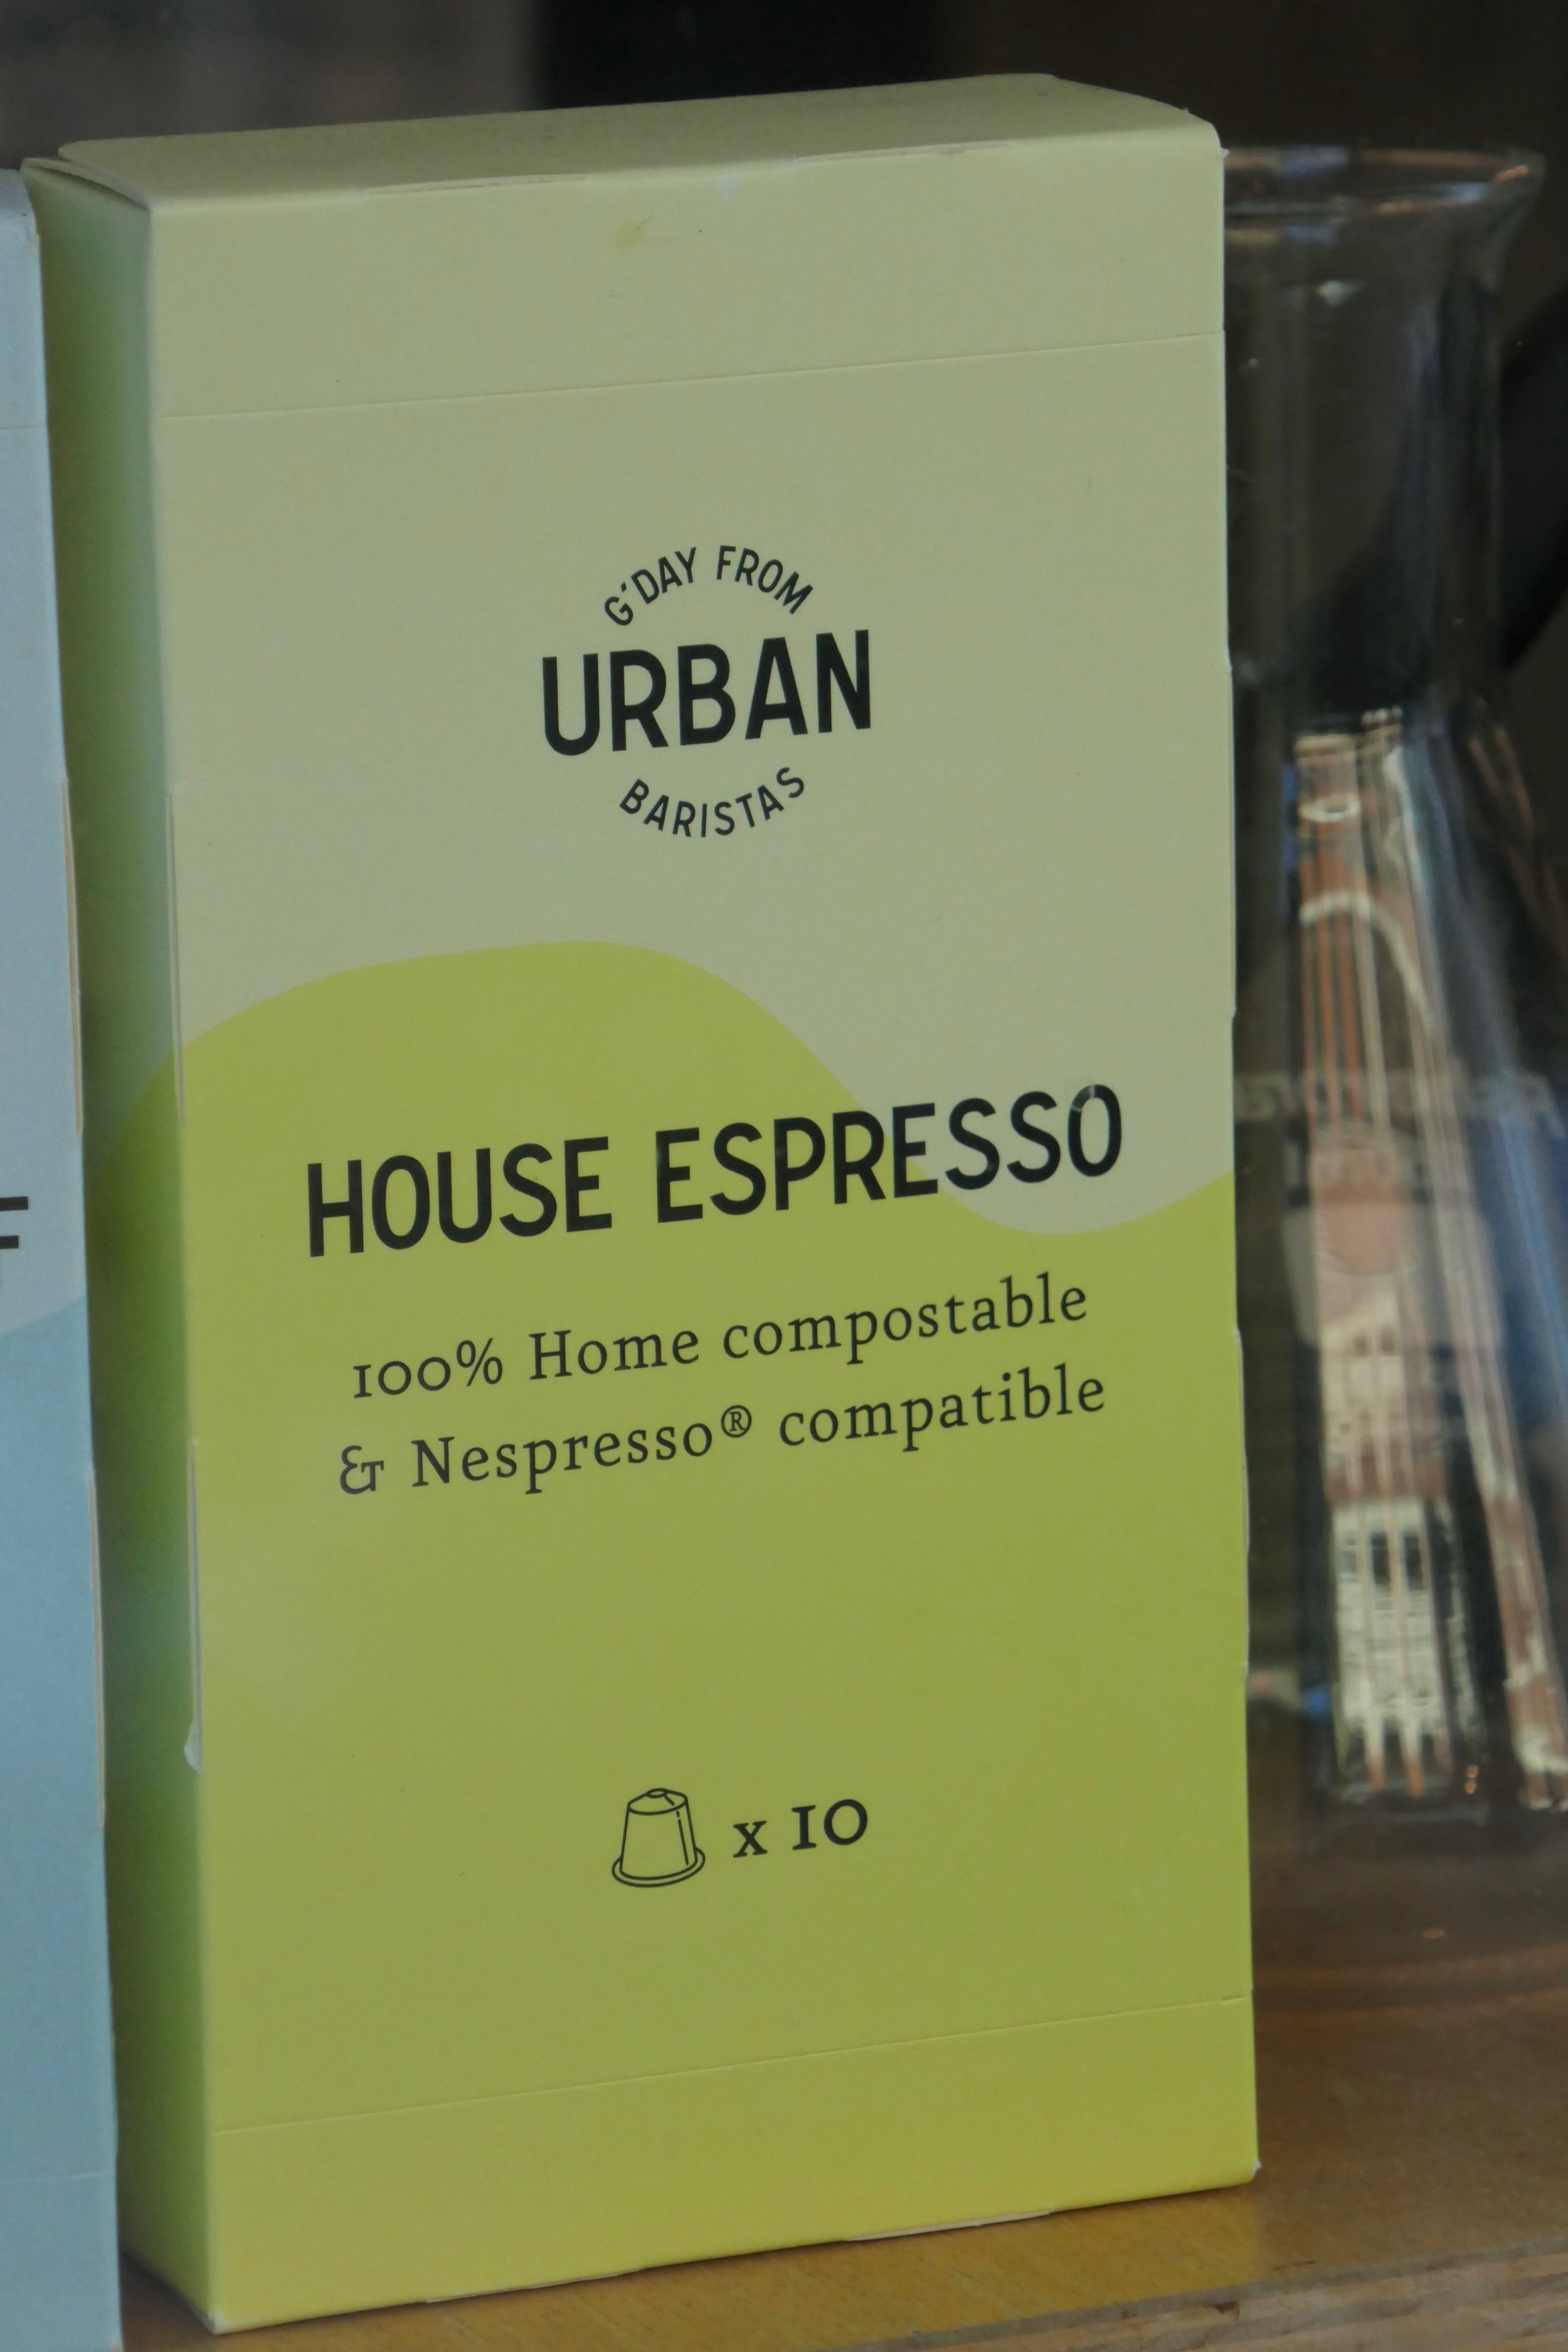 G'DAY FROM
URBAN
BARISTAS
HOUSE ESPRESSO
100% Home compostable
& Nespresso® compatible
x 10
F